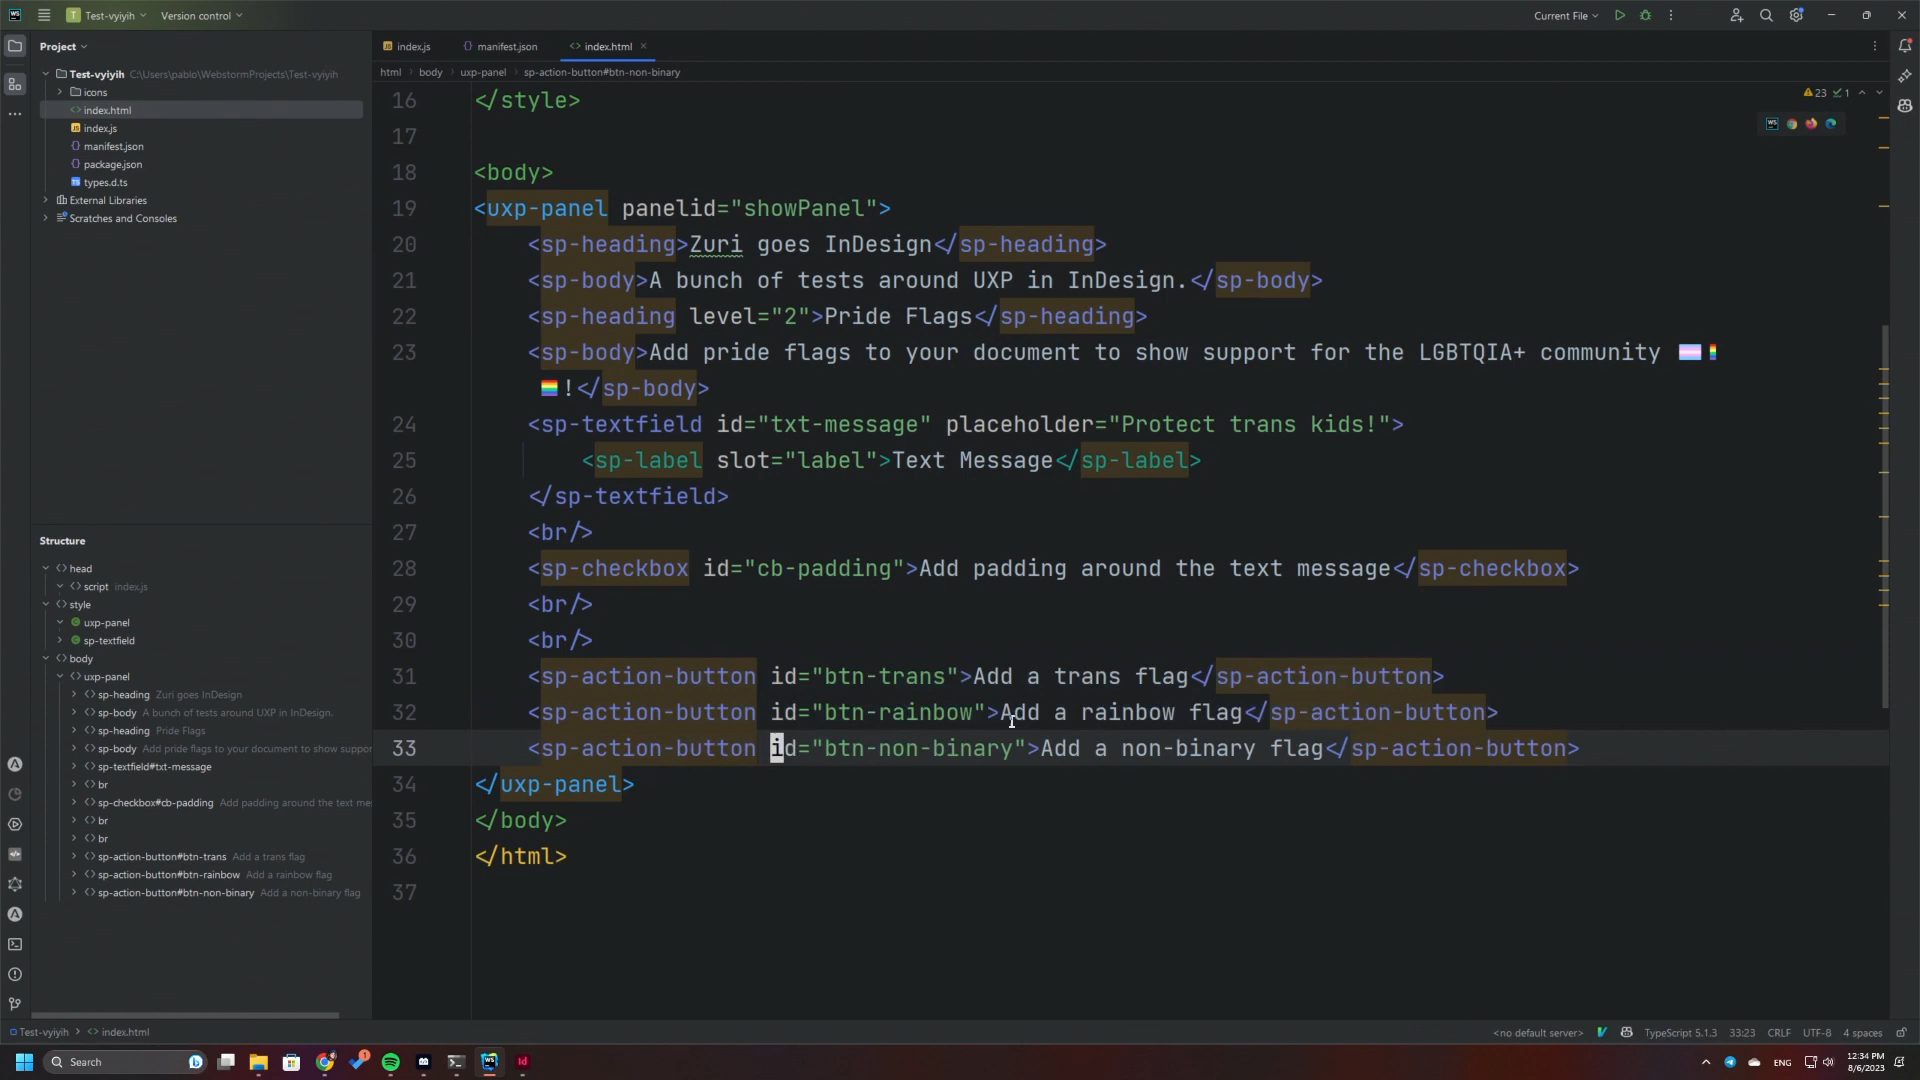 Test-vyiyih
Version control
Current File
Project
index.js
manifest.json
index.html
Test-vyiyih C:\Users\pablo\WebstormProjects\Test-vyiyih
icons
index.html
index.js
manifest.json
package.json
types.d.ts
External Libraries
Scratches and Consoles
html body uxp-panel sp-action-button#btn-non-binary
23 1
16 </style>
17
18 <body>
19 <uxp-panel panelid="showPanel">
20 <sp-heading>Zuri goes InDesign</sp-heading>
21 <sp-body>A bunch of tests around UXP in InDesign.</sp-body>
22 <sp-heading level="2">Pride Flags</sp-heading>
23 <sp-body>Add pride flags to your document to show support for the LGBTQIA+ community
!</sp-body>
24 <sp-textfield id="txt-message" placeholder="Protect trans kids!">
25 <sp-label slot="label">Text Message</sp-label>
26 </sp-textfield>
27 <br/>
28 <sp-checkbox id="cb-padding">Add padding around the text message</sp-checkbox>
29 <br/>
30 <br/>
31 <sp-action-button id="btn-trans">Add a trans flag</sp-action-button>
32 <sp-action-button id="btn-rainbow">Add a rainbow flag</sp-action-button>
33 <sp-action-button id="btn-non-binary">Add a non-binary flag</sp-action-button>
34 </uxp-panel>
35 </body>
36 </html>
37
Structure
head
script index.js
style
uxp-panel
sp-textfield
body
uxp-panel
sp-heading Zuri goes InDesign
sp-body A bunch of tests around UXP in InDesign.
sp-heading Pride Flags
sp-body Add pride flags to your document to show suppor
sp-textfield#txt-message
br
sp-checkbox#cb-padding Add padding around the text mes
br
br
sp-action-button#btn-trans Add a trans flag
sp-action-button#btn-rainbow Add a rainbow flag
sp-action-button#btn-non-binary Add a non-binary flag
Test-vyiyih > index.html
<no default server> TypeScript 5.1.3 33:23 CRLF UTF-8 4 spaces
Search
ENG
12:34 PM
8/6/2023